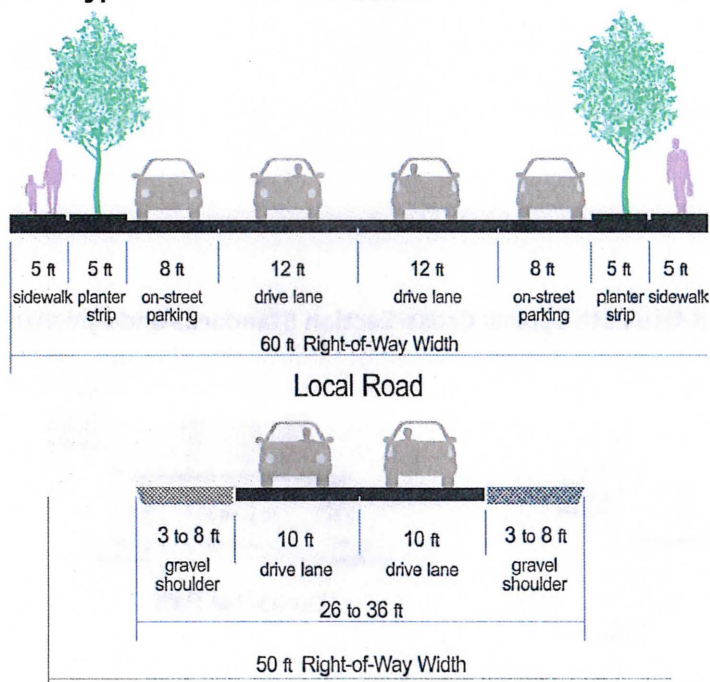 5 ft 5 ft 8 ft 12 ft 12 ft 8 ft 5 ft 5 ft
sidewalk planter strip on-street parking drive lane drive lane on-street parking planter strip sidewalk
60 ft Right-of-Way Width
Local Road
3 to 8 ft 10 ft 10 ft 3 to 8 ft
gravel shoulder drive lane drive lane gravel shoulder
26 to 36 ft
50 ft Right-of-Way Width